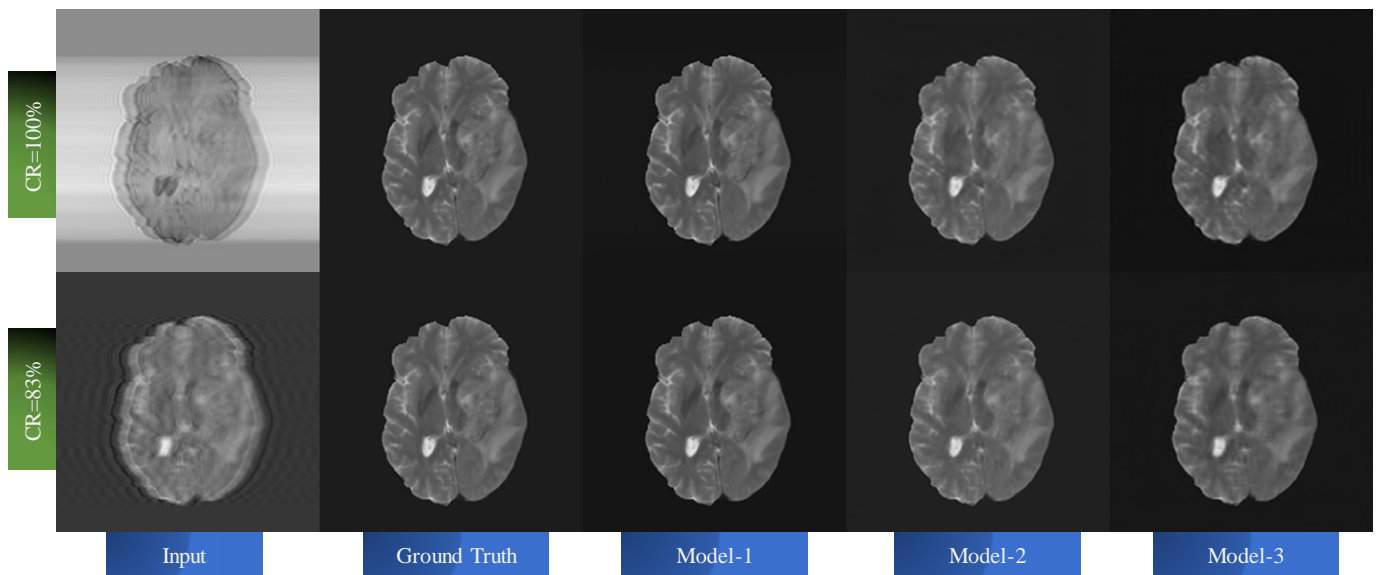 CR=100%
CR=83%
Input
Ground Truth
Model-1
Model-2
Model-3